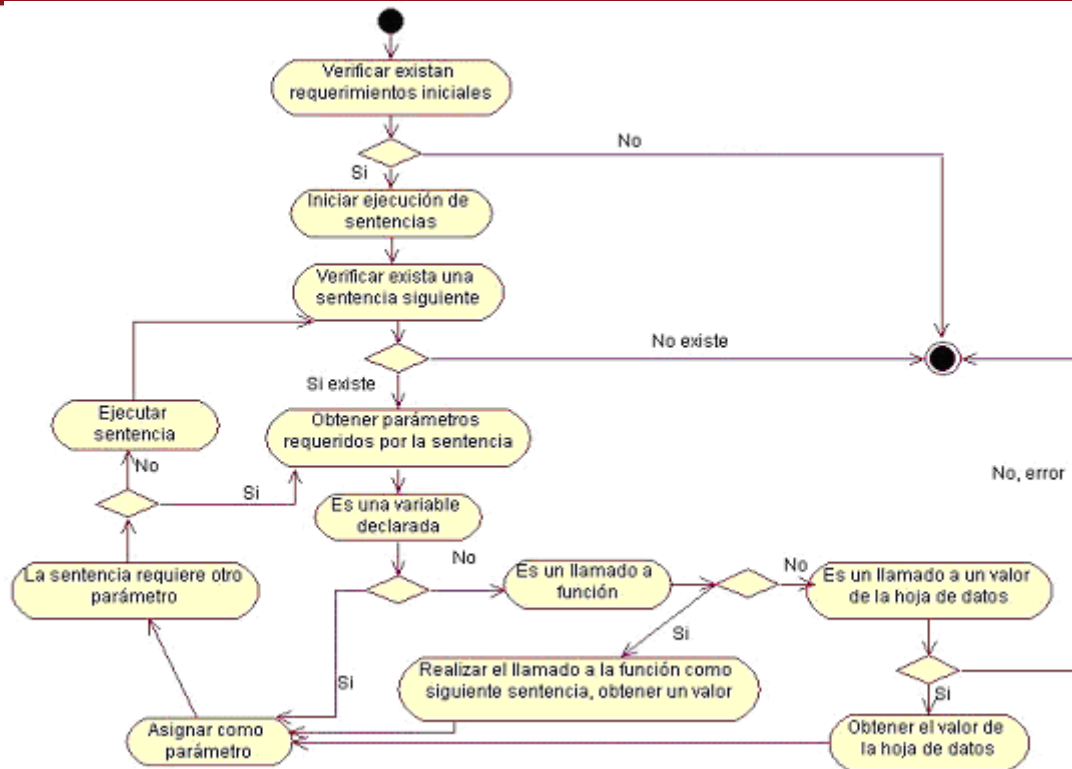 Verificar existan
requerimientos iniciales
No
Si
Iniciar ejecución de
sentencias
Verificar exista una
sentencia siguiente
No existe
Si existe
Ejecutar
sentencia
Obtener parámetros
requeridos por la sentencia
No
Si
No, error
Es una variable
declarada
La sentencia requiere otro
parámetro
No
Es un llamado a
función
No
Es un llamado a un valor
de la hoja de datos
Si
Si
Realizar el llamado a la función como
siguiente sentencia, obtener un valor
Si
Asignar como
parámetro
Obtener el valor de
la hoja de datos